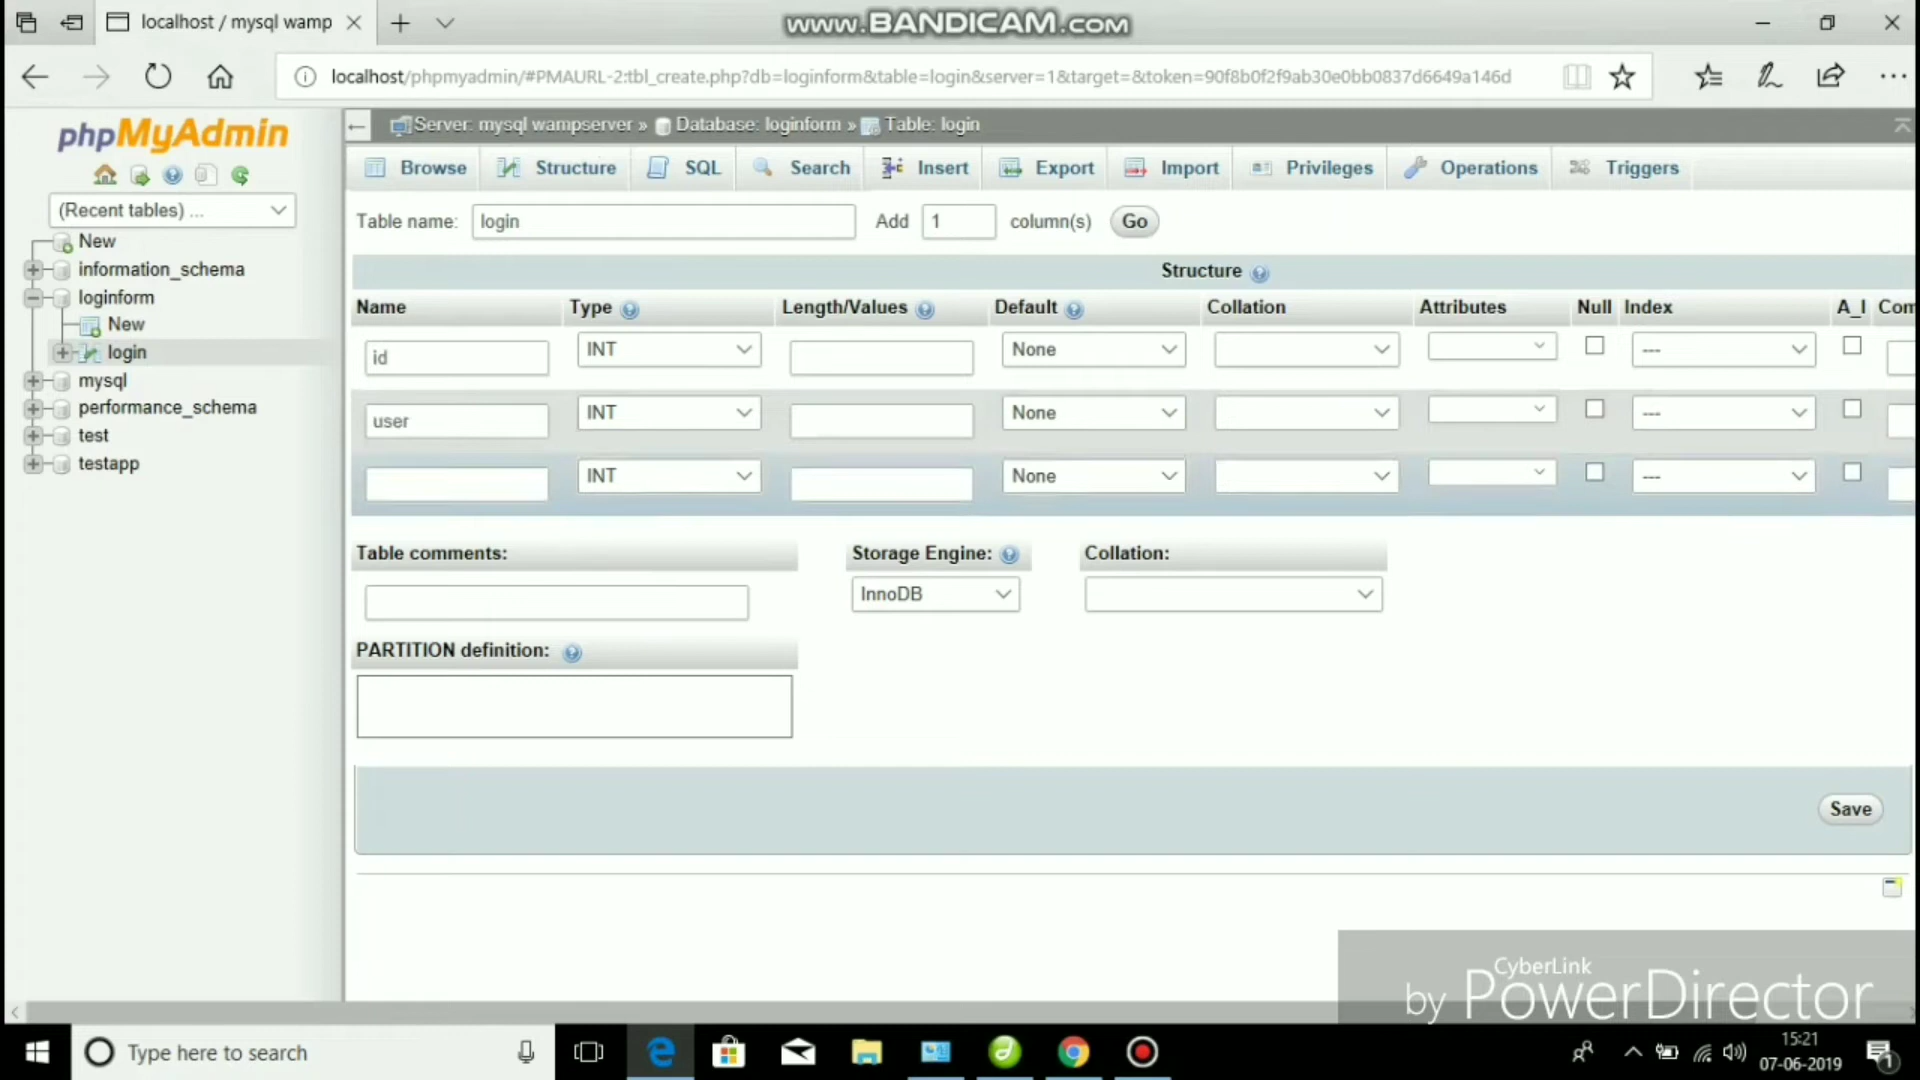 localhost / mysql wamp
www.BANDICAM.com
localhost/phpmyadmin/#PMAURL-2:tbl_create.php?db=loginform&table=login&server=1&target=&token=90f8b0f2f9ab30e0bb0837d6649a146d
phpMyAdmin
(Recent tables) ...
New
information_schema
loginform
New
login
mysql
performance_schema
test
testapp
Server: mysql wampserver » Database: loginform » Table: login
Browse Structure SQL Search Insert Export Import Privileges Operations Triggers
Table name: login Add 1 column(s) Go
Structure
Name Type Length/Values Default Collation Attributes Null Index A_I Com
id INT None ---
user INT None ---
INT None ---
Table comments: Storage Engine: Collation:
InnoDB
PARTITION definition:
Save
CyberLink
by PowerDirector
Type here to search
15:21
07-06-2019
1